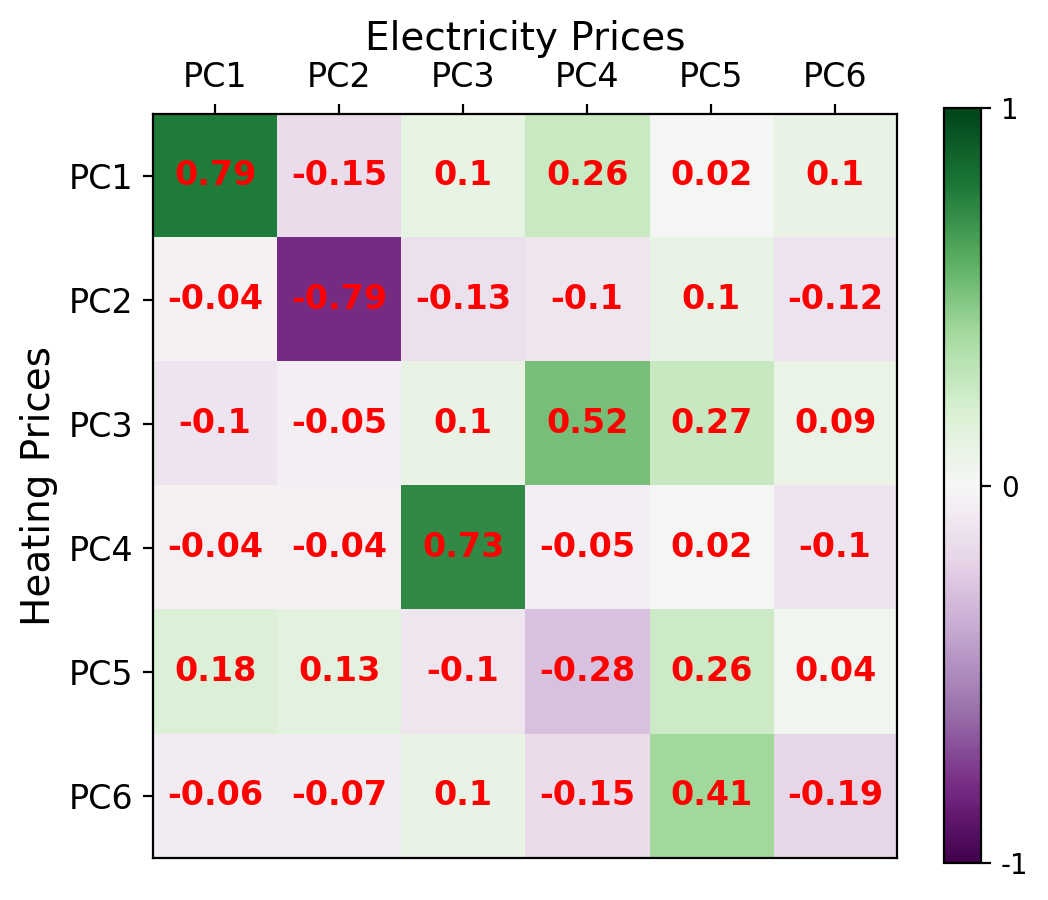 Electricity Prices
PC1 PC2 PC3 PC4 PC5 PC6
1
PC1 0.79 -0.15 0.1 0.26 0.02 0.1
PC2 -0.04 -0.79 -0.13 -0.1 0.1 -0.12
Heating Prices
PC3 -0.1 -0.05 0.1 0.52 0.27 0.09
0
PC4 -0.04 -0.04 0.73 -0.05 0.02 -0.1
PC5 0.18 0.13 -0.1 -0.28 0.26 0.04
PC6 -0.06 -0.07 0.1 -0.15 0.41 -0.19
-1